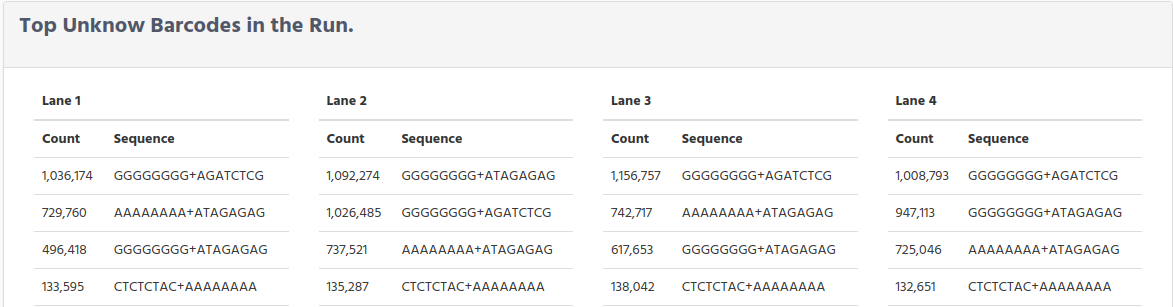 Top Unknow Barcodes in the Run.
Lane 1 Lane 2 Lane 3 Lane 4
Count Sequence Count Sequence Count Sequence Count Sequence
1,036,174 GGGGGGGG+AGATCTCG 1,092,274 GGGGGGGG+ATAGAGAG 1,156,757 GGGGGGGG+AGATCTCG 1,008,793 GGGGGGGG+AGATCTCG
729,760 AAAAAAAA+ATAGAGAG 1,026,485 GGGGGGGG+AGATCTCG 742,717 AAAAAAAA+ATAGAGAG 947,113 GGGGGGGG+ATAGAGAG
496,418 GGGGGGGG+ATAGAGAG 737,521 AAAAAAAA+ATAGAGAG 617,653 GGGGGGGG+ATAGAGAG 725,046 AAAAAAAA+ATAGAGAG
133,595 CTCTCTAC+AAAAAAAA 135,287 CTCTCTAC+AAAAAAAA 138,042 CTCTCTAC+AAAAAAAA 132,651 CTCTCTAC+AAAAAAAA